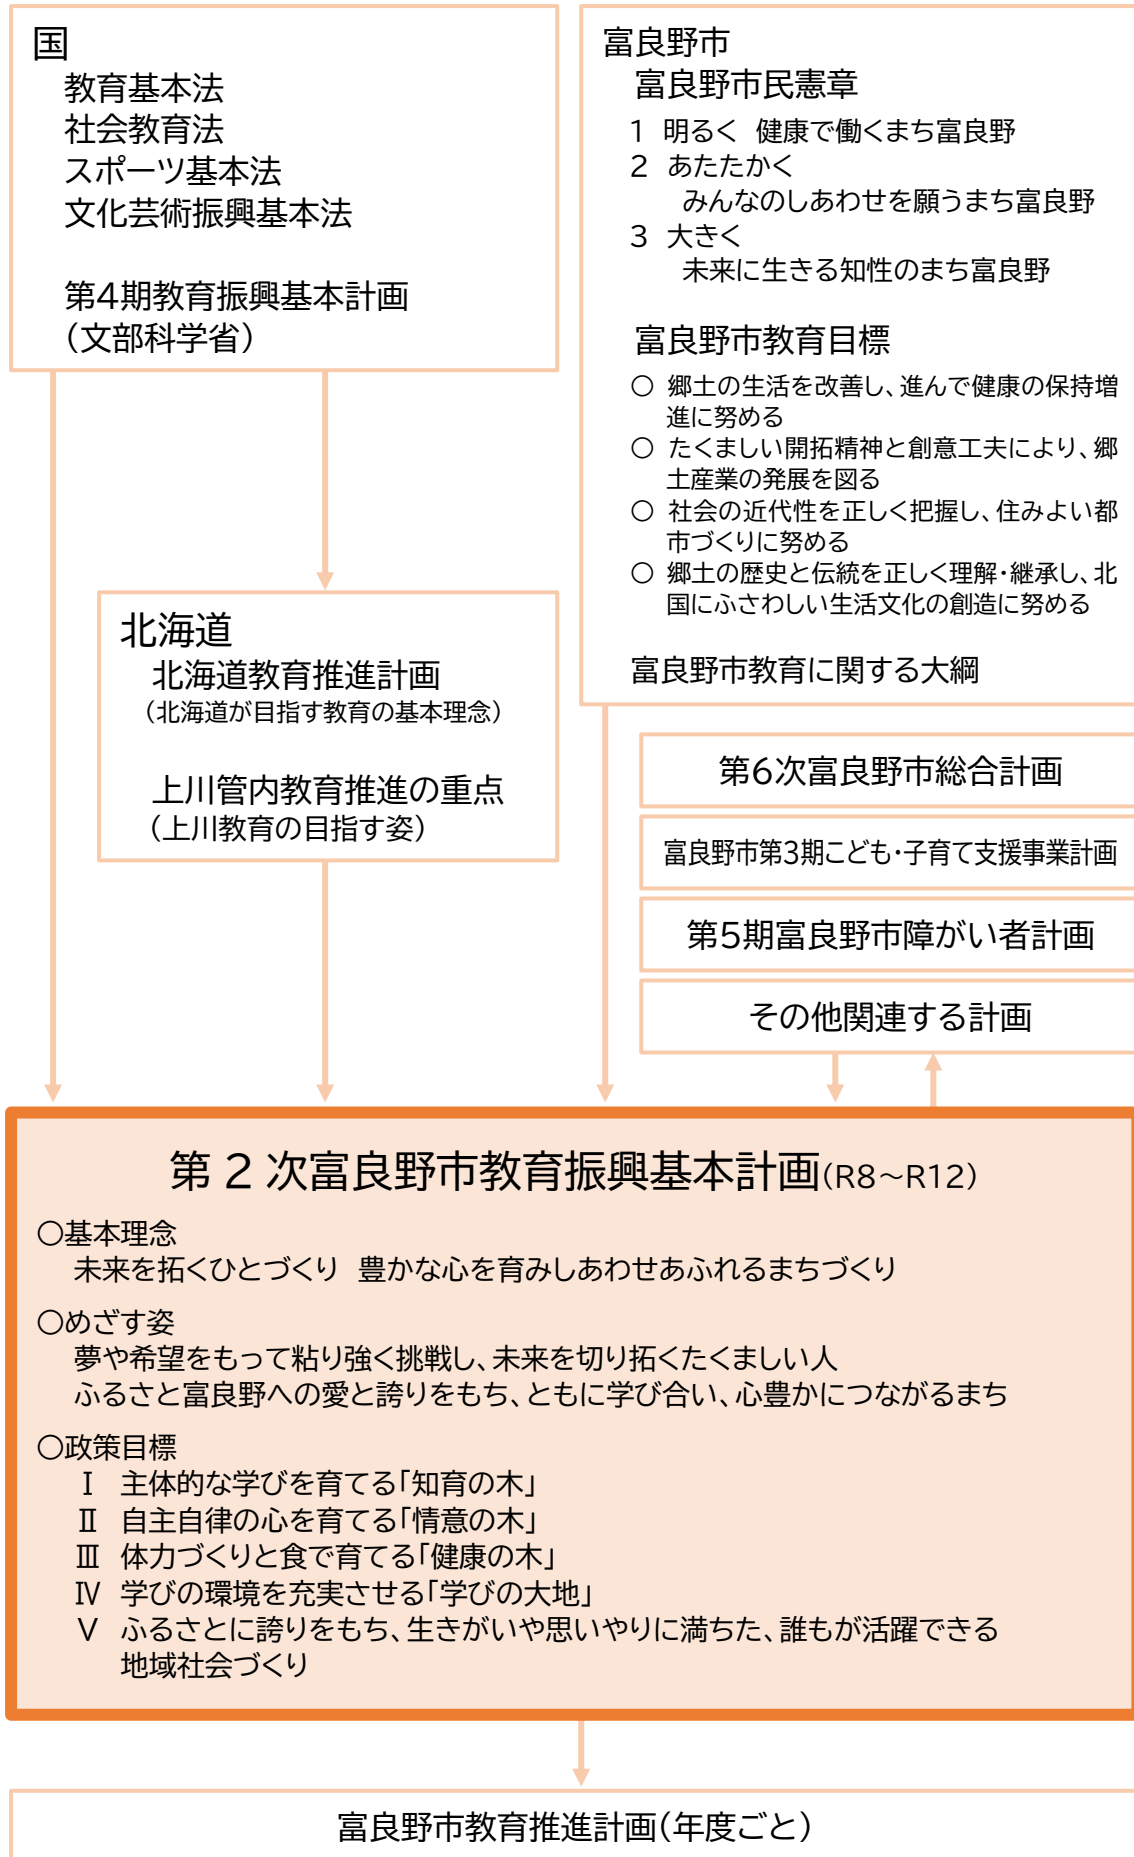 国
教育基本法
社会教育法
スポーツ基本法
文化芸術振興基本法
第4期教育振興基本計画
（文部科学省）
富良野市
富良野市民憲章
1 明るく 健康で働くまち富良野
2 あたたかく
みんなのしあわせを願うまち富良野
3 大きく
未来に生きる知性のまち富良野
富良野市教育目標
○ 郷土の生活を改善し、進んで健康の保持増
進に努める
○ たくましい開拓精神と創意工夫により、郷
土産業の発展を図る
○ 社会の近代性を正しく把握し、住みよい都
市づくりに努める
○ 郷土の歴史と伝統を正しく理解・継承し、北
国にふさわしい生活文化の創造に努める
富良野市教育に関する大綱
北海道
北海道教育推進計画
（北海道が目指す教育の基本理念）
上川管内教育推進の重点
（上川教育の目指す姿）
第6次富良野市総合計画
富良野市第3期こども・子育て支援事業計画
第5期富良野市障がい者計画
その他関連する計画
第２次富良野市教育振興基本計画（R8～R12）
○基本理念
未来を拓くひとづくり 豊かな心を育みしあわせあふれるまちづくり
○めざす姿
夢や希望をもって粘り強く挑戦し、未来を切り拓くたくましい人
ふるさと富良野への愛と誇りをもち、ともに学び合い、心豊かにつながるまち
○政策目標
Ⅰ 主体的な学びを育てる「知育の木」
Ⅱ 自主自律の心を育てる「情意の木」
Ⅲ 体力づくりと食で育てる「健康の木」
Ⅳ 学びの環境を充実させる「学びの大地」
Ⅴ ふるさとに誇りをもち、生きがいや思いやりに満ちた、誰もが活躍できる
地域社会づくり
富良野市教育推進計画（年度ごと）